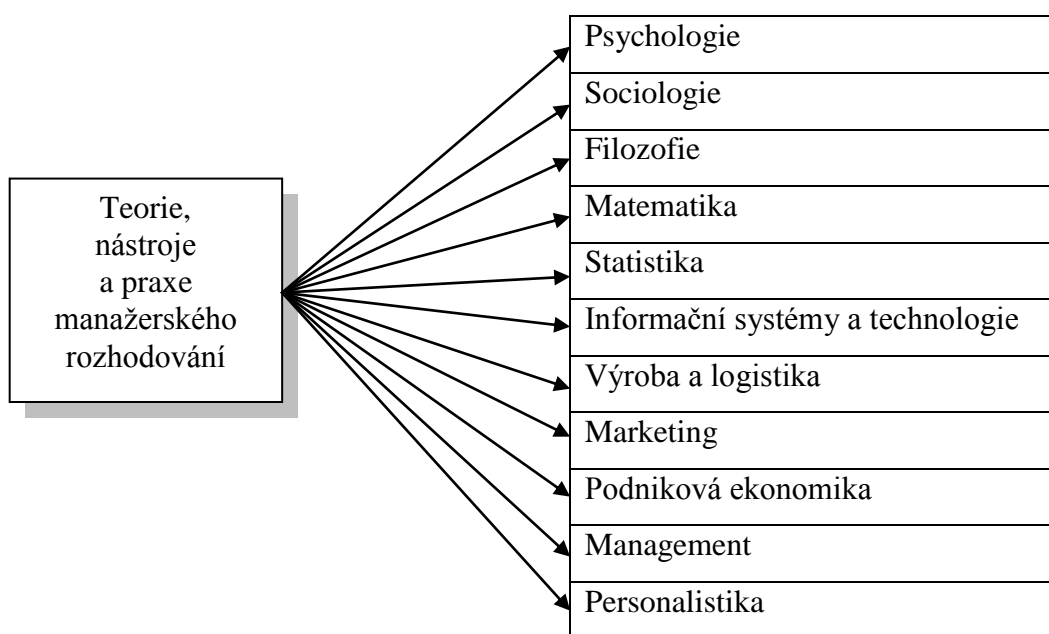 Teorie,
nástroje
a praxe
manažerského
rozhodování
Psychologie
Sociologie
Filozofie
Matematika
Statistika
Informační systémy a technologie
Výroba a logistika
Marketing
Podniková ekonomika
Management
Personalistika